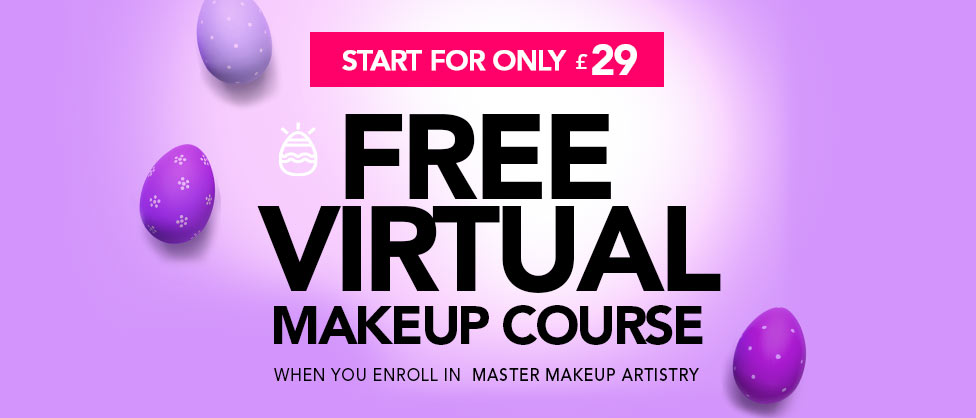 START FOR ONLY £29
FREE
VIRTUAL
MAKEUP COURSE
WHEN YOU ENROLL IN MASTER MAKEUP ARTISTRY